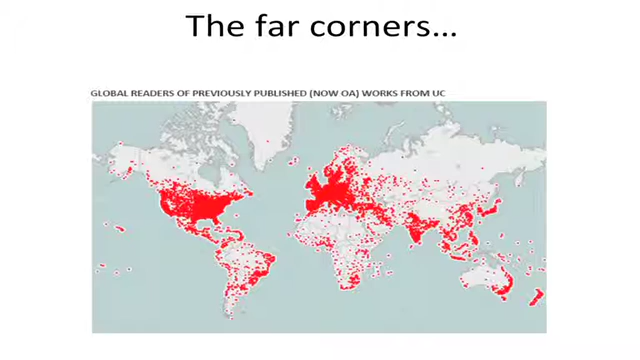 The far corners…
GLOBAL READERS OF PREVIOUSLY PUBLISHED (NOW OA) WORKS FROM UC